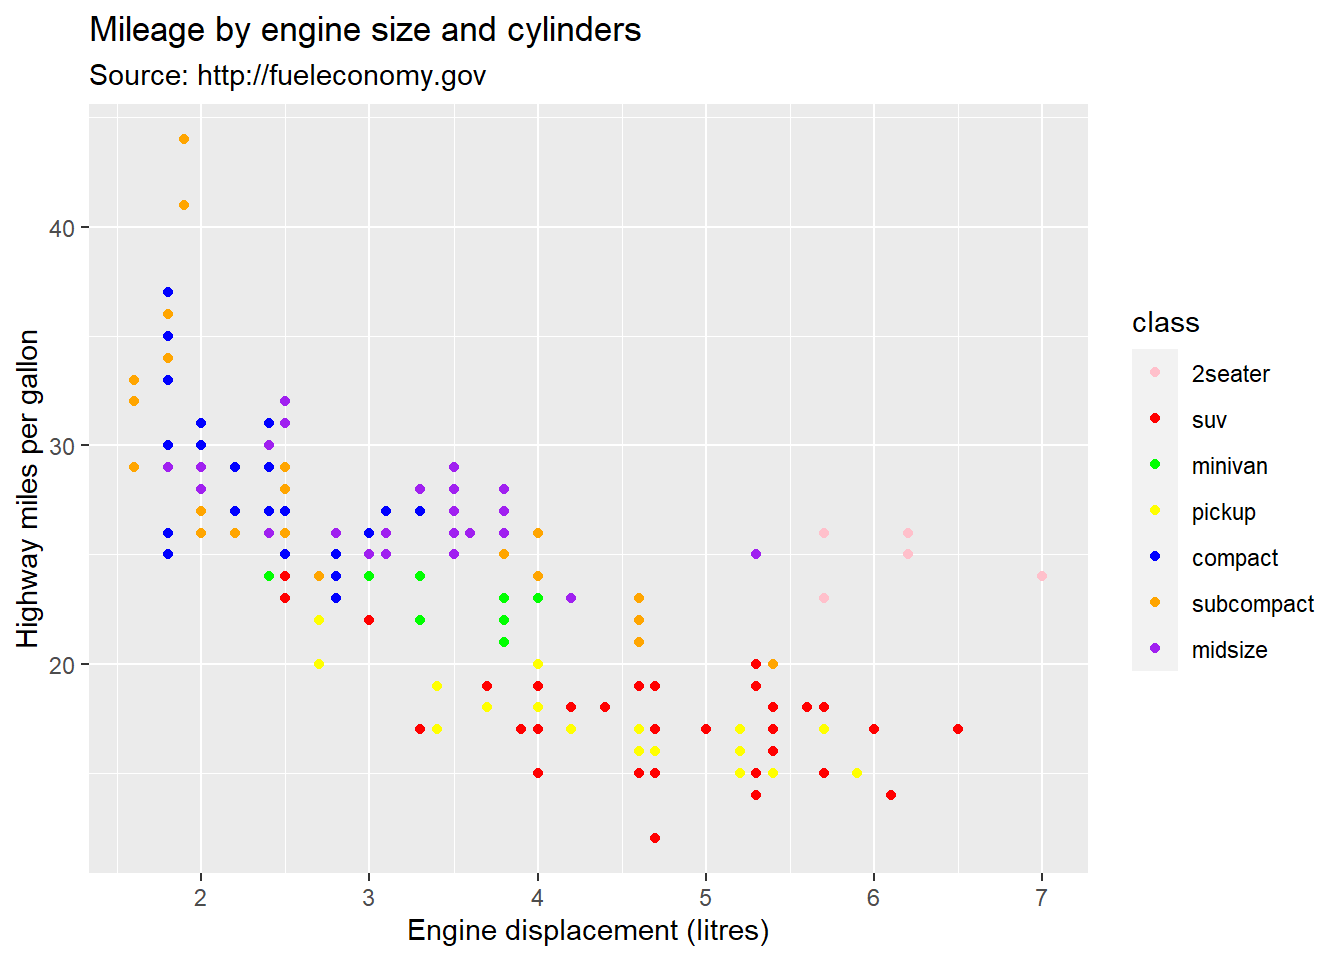 Mileage by engine size and cylinders
Source: http://fueleconomy.gov
Highway miles per gallon
40
30
20
2 3 4 5 6 7
Engine displacement (litres)
class
2seater
suv
minivan
pickup
compact
subcompact
midsize